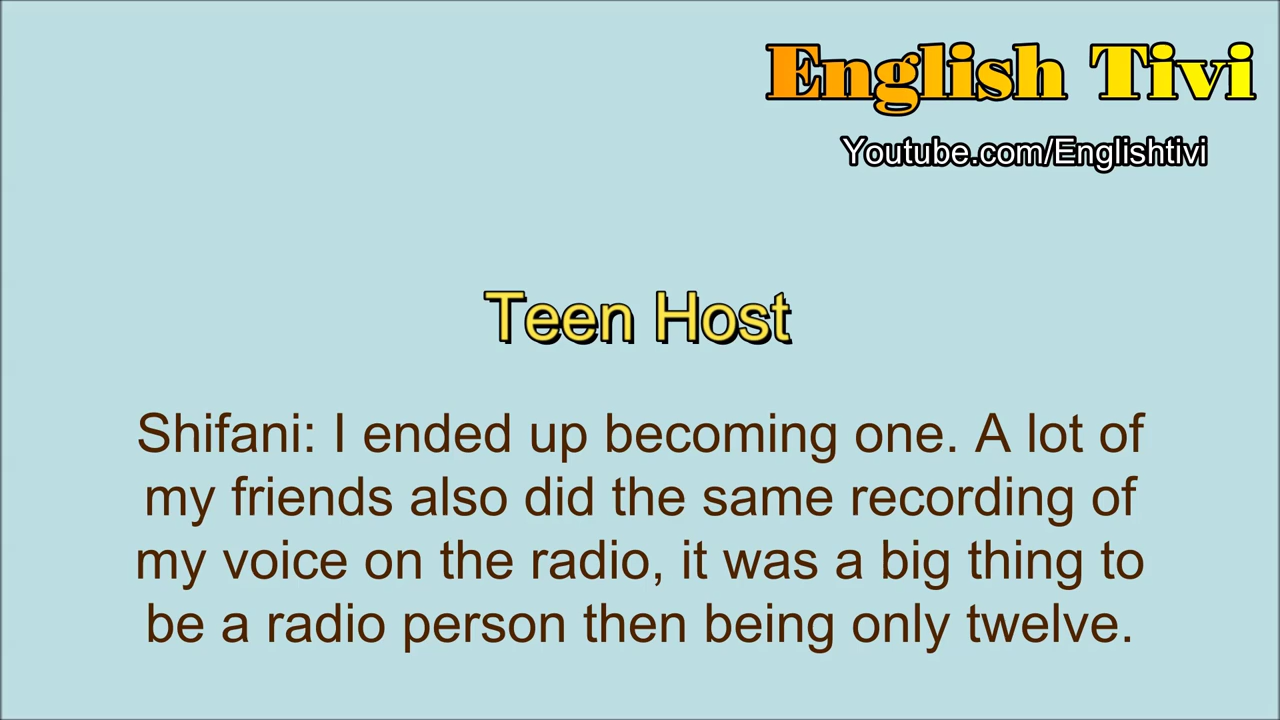 English Tivi
Youtube.com/Englishtivi
Teen Host
Shifani: I ended up becoming one. A lot of
my friends also did the same recording of
my voice on the radio, it was a big thing to
be a radio person then being only twelve.